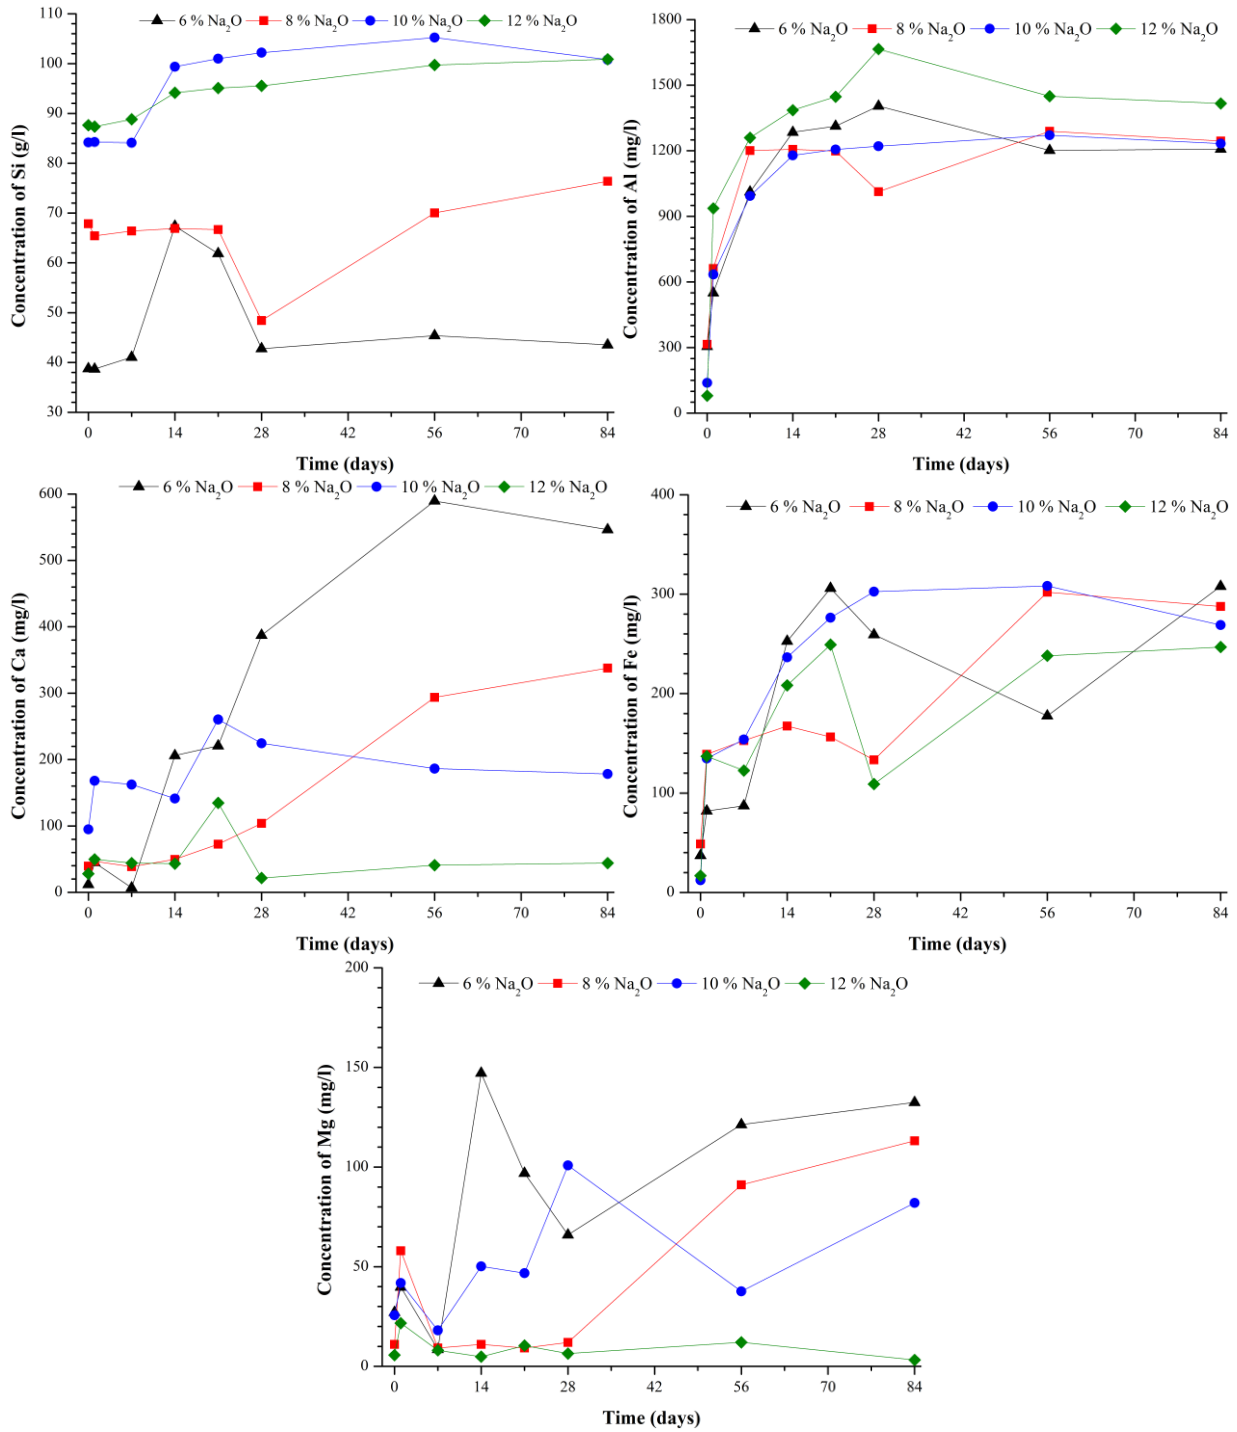 6 % Na₂O 8 % Na₂O 10 % Na₂O 12 % Na₂O
110
100
90
80
70
60
50
40
30
Concentration of Si (g/l)
0 14 28 42 56 70 84
Time (days)
6 % Na₂O 8 % Na₂O 10 % Na₂O 12 % Na₂O
1800
1500
1200
900
600
300
0
Concentration of Al (mg/l)
0 14 28 42 56 70 84
Time (days)
6 % Na₂O 8 % Na₂O 10 % Na₂O 12 % Na₂O
600
500
400
300
200
100
0
Concentration of Ca (mg/l)
0 14 28 42 56 70 84
Time (days)
6 % Na₂O 8 % Na₂O 10 % Na₂O 12 % Na₂O
400
300
200
100
0
Concentration of Fe (mg/l)
0 14 28 42 56 70 84
Time (days)
6 % Na₂O 8 % Na₂O 10 % Na₂O 12 % Na₂O
200
150
100
50
0
Concentration of Mg (mg/l)
0 14 28 42 56 70 84
Time (days)